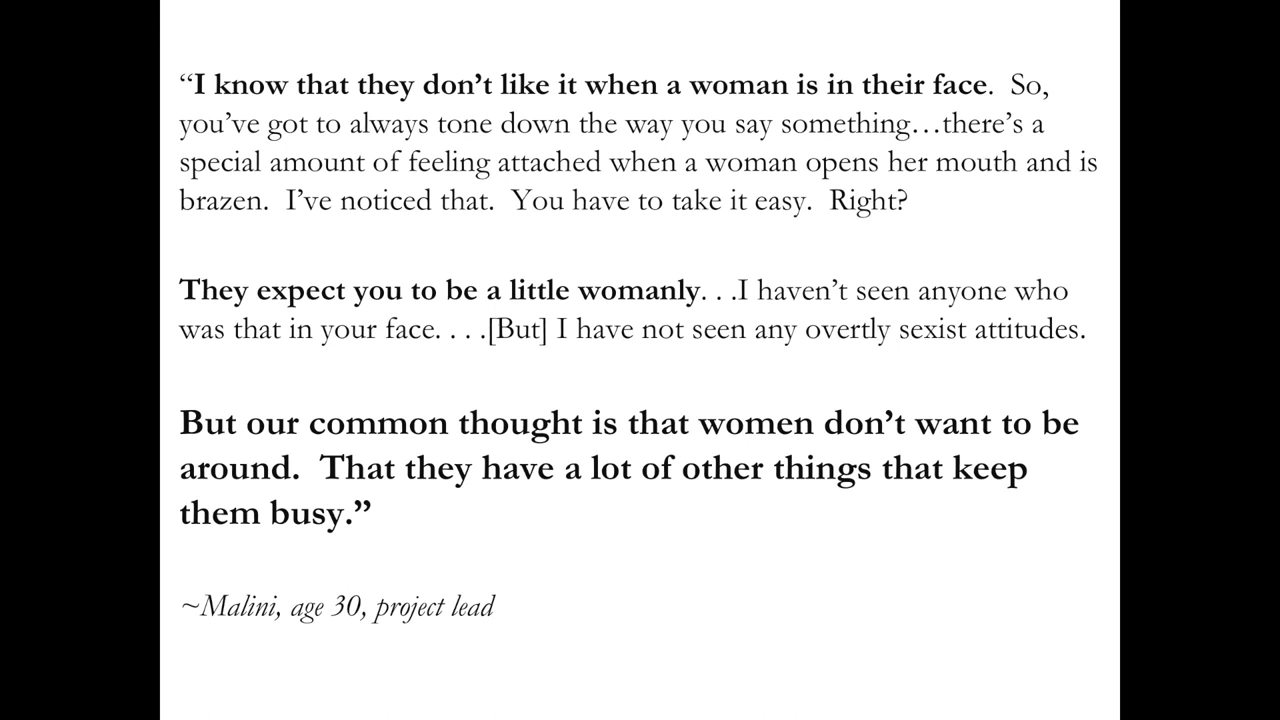 “I know that they don’t like it when a woman is in their face.  So,
you’ve got to always tone down the way you say something…there’s a
special amount of feeling attached when a woman opens her mouth and is
brazen.  I’ve noticed that.  You have to take it easy.  Right?
They expect you to be a little womanly. . .I haven’t seen anyone who
was that in your face. . . .[But] I have not seen any overtly sexist attitudes.
But our common thought is that women don’t want to be
around.  That they have a lot of other things that keep
them busy.”
~Malini, age 30, project lead